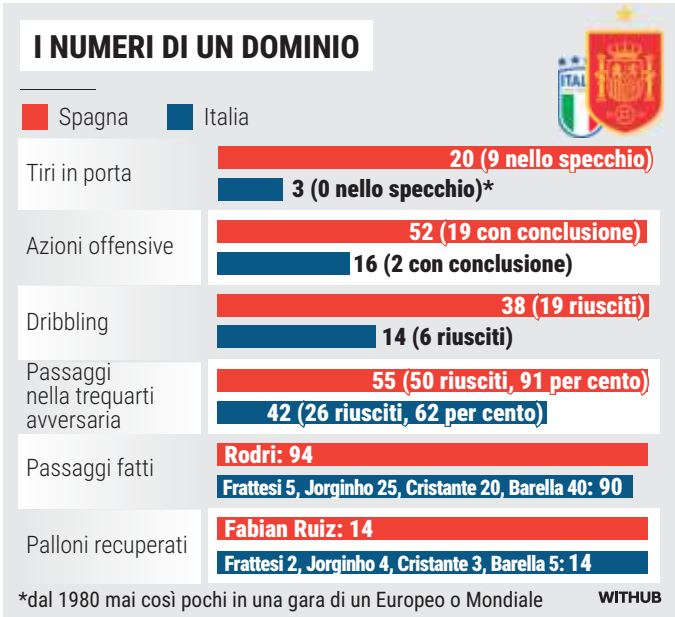 I NUMERI DI UN DOMINIO
Spagna
Italia
ITAL
Tiri in porta
20 (9 nello specchio)
3 (0 nello specchio)*
Azioni offensive
52 (19 con conclusione)
16 (2 con conclusione)
Dribbling
38 (19 riusciti)
14 (6 riusciti)
Passaggi
nella trequarti
avversaria
55 (50 riusciti, 91 per cento)
42 (26 riusciti, 62 per cento)
Passaggi fatti
Rodri: 94
Frattesi 5, Jorginho 25, Cristante 20, Barella 40: 90
Palloni recuperati
Fabian Ruiz: 14
Frattesi 2, Jorginho 4, Cristante 3, Barella 5: 14
*dal 1980 mai così pochi in una gara di un Europeo o Mondiale
WITHUB